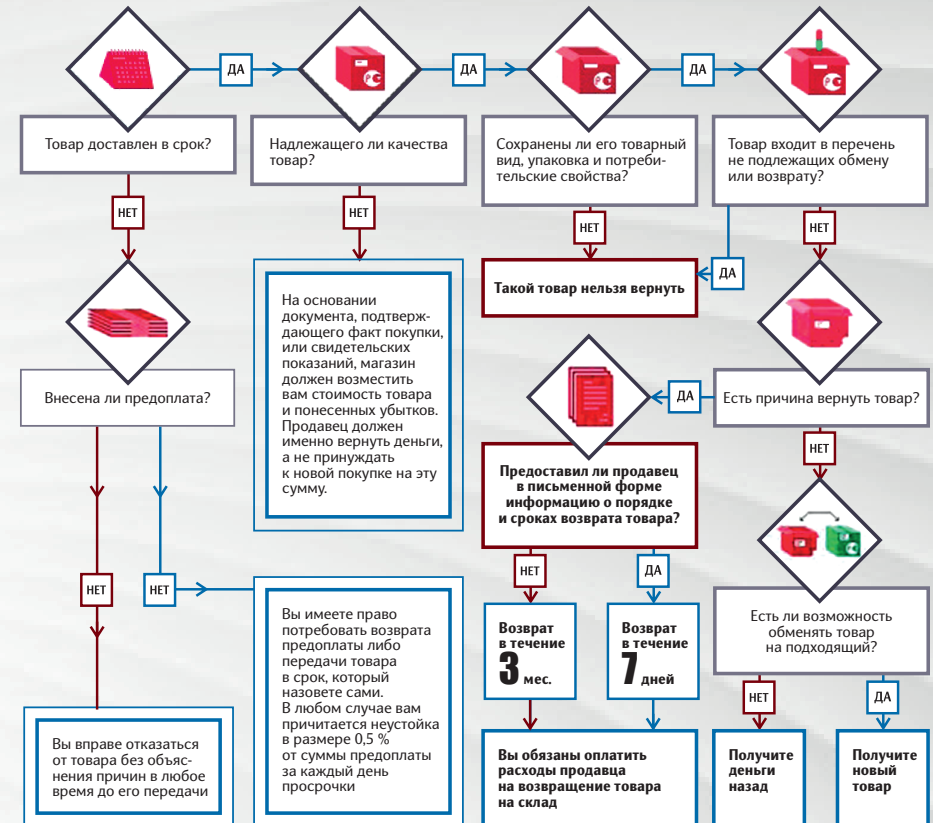 ДА
ДА
ДА
Товар доставлен в срок?
Надлежащего ли качества
товар?
Сохранены ли его товарный
вид, упаковка и потреби-
тельские свойства?
Товар входит в перечень
не подлежащих обмену
или возврату?
НЕТ
НЕТ
НЕТ
НЕТ
ДА
Такой товар нельзя вернуть
На основании
документа, подтверж-
дающего факт покупки,
или свидетельских
показаний, магазин
должен возместить
вам стоимость товара
и понесенных убытков.
Продавец должен
именно вернуть деньги,
а не принуждать
к новой покупке на эту
сумму.
Внесена ли предоплата?
ДА
Есть причина вернуть товар?
НЕТ
Предоставил ли продавец
в письменной форме
информацию о порядке
и сроках возврата товара?
НЕТ
ДА
НЕТ
НЕТ
Вы имеете право
потребовать возврата
предоплаты либо
передачи товара
в срок, который
назовете сами.
В любом случае вам
причитается неустойка
в размере 0,5 %
от суммы предоплаты
за каждый день
просрочки
Возврат
в течение
3 мес.
Возврат
в течение
7 дней
Есть ли возможность
обменять товар
на подходящий?
НЕТ
ДА
Вы вправе отказаться
от товара без объяс-
нения причин в любое
время до его передачи
Вы обязаны оплатить
расходы продавца
на возвращение товара
на склад
Получите
деньги
назад
Получите
новый
товар